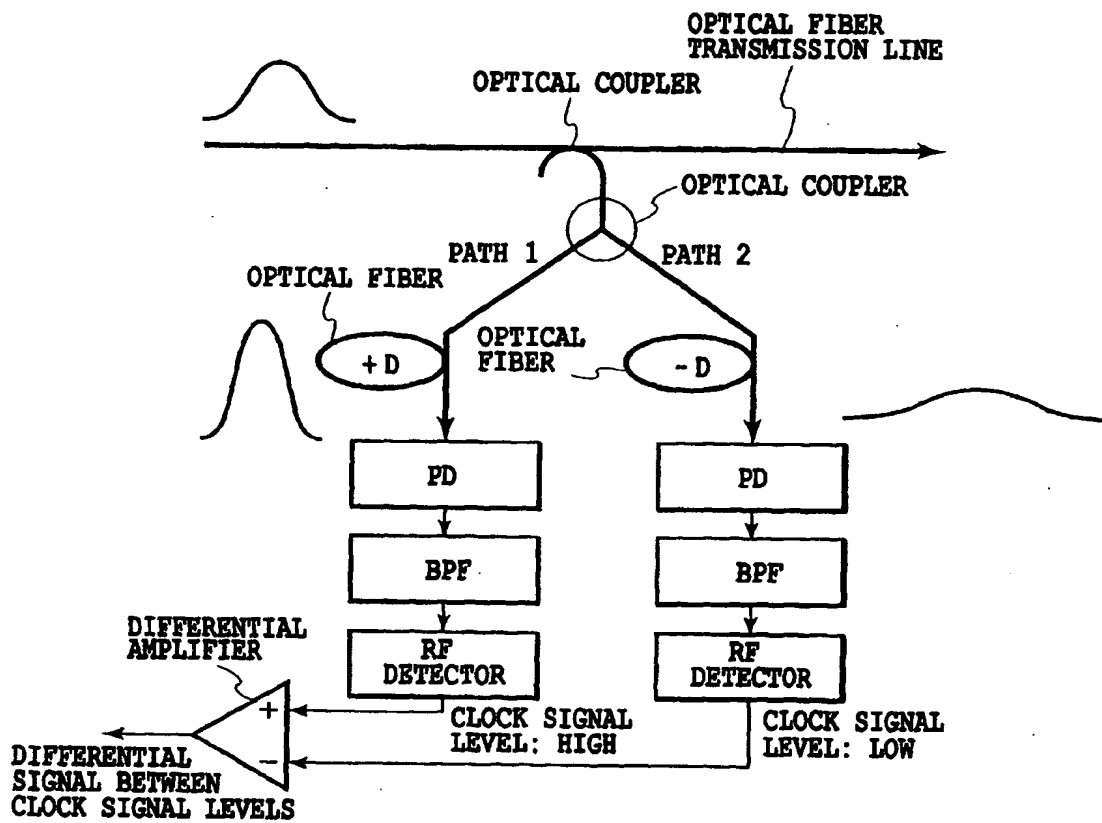 OPTICAL FIBER
TRANSMISSION LINE
OPTICAL COUPLER
OPTICAL COUPLER
PATH 1
PATH 2
OPTICAL FIBER
OPTICAL
FIBER
+D
-D
PD
PD
BPF
BPF
RF
DETECTOR
RF
DETECTOR
DIFFERENTIAL
AMPLIFIER
+
-
CLOCK SIGNAL
LEVEL: HIGH
CLOCK SIGNAL
LEVEL: LOW
DIFFERENTIAL
SIGNAL BETWEEN
CLOCK SIGNAL LEVELS